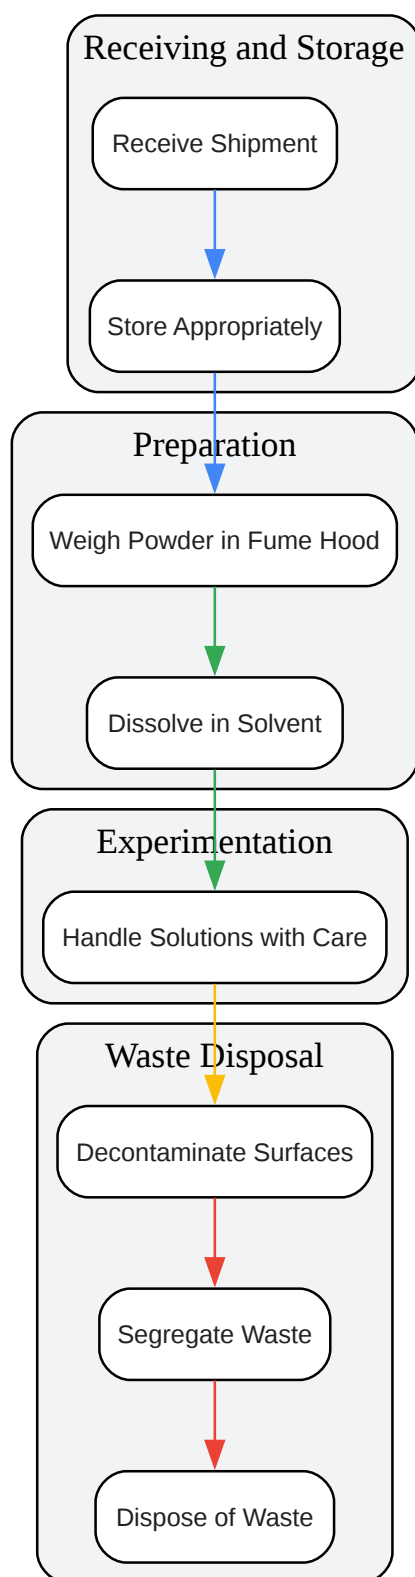 Receiving and Storage
Receive Shipment
Store Appropriately
Preparation
Weigh Powder in Fume Hood
Dissolve in Solvent
Experimentation
Handle Solutions with Care
Waste Disposal
Decontaminate Surfaces
Segregate Waste
Dispose of Waste